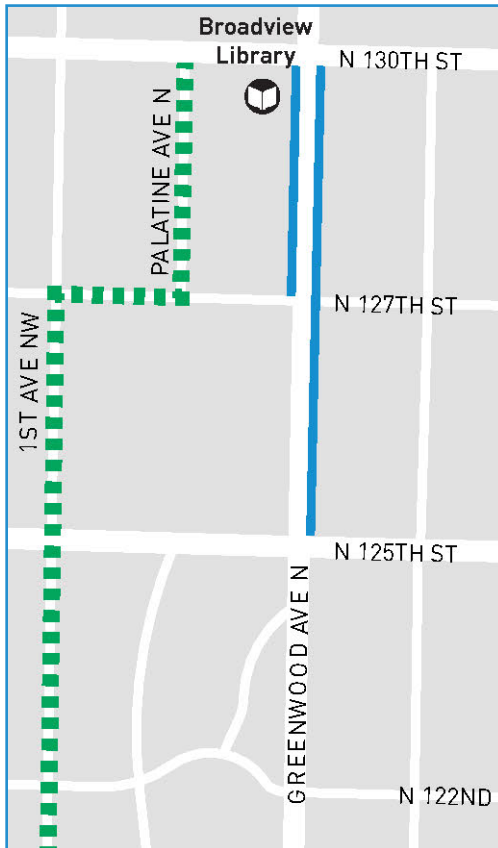 Broadview
Library
N 130TH ST
PALATINE AVE N
N 127TH ST
1ST AVE NW
N 125TH ST
GREENWOOD AVE N
N 122ND